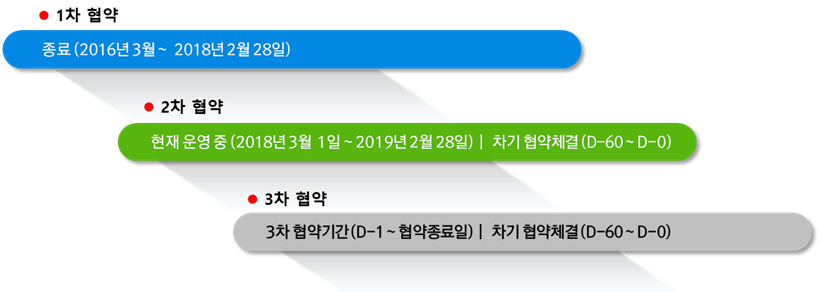 1차 협약
종료 (2016년 3월 ~ 2018년 2월 28일)
2차 협약
현재 운영 중 (2018년 3월 1일 ~ 2019년 2월 28일) | 차기 협약체결 (D-60 ~ D-0)
3차 협약
3차 협약기간 (D-1 ~ 협약종료일) | 차기 협약체결 (D-60 ~ D-0)